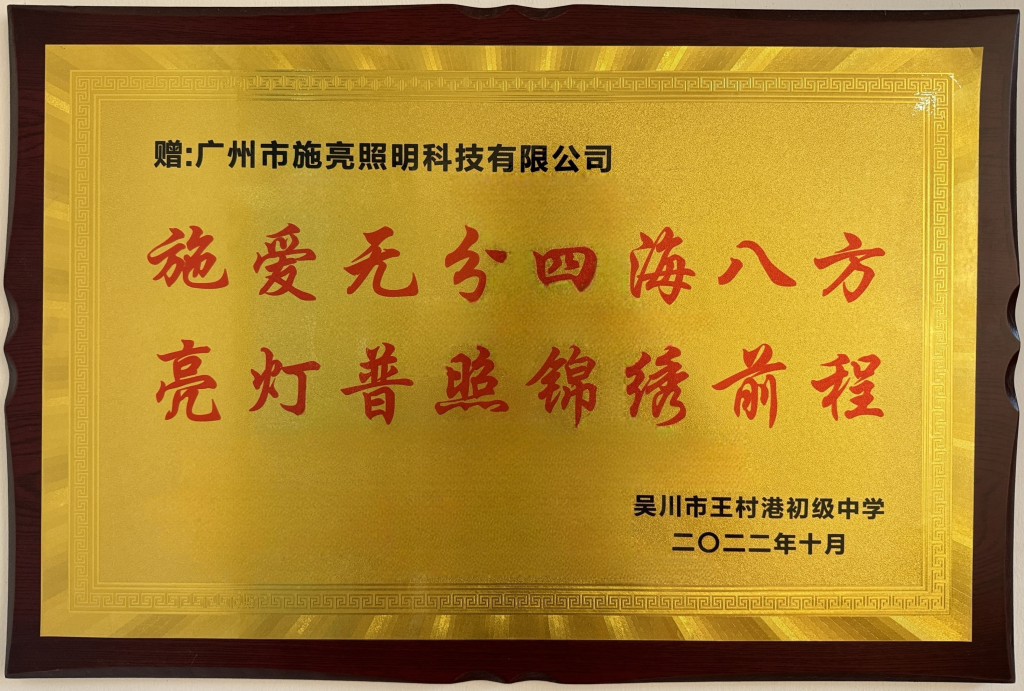 赠:广州市施亮照明科技有限公司
施爱无分四海八方
亮灯普照锦绣前程
吴川市王村港初级中学
二〇二二年十月